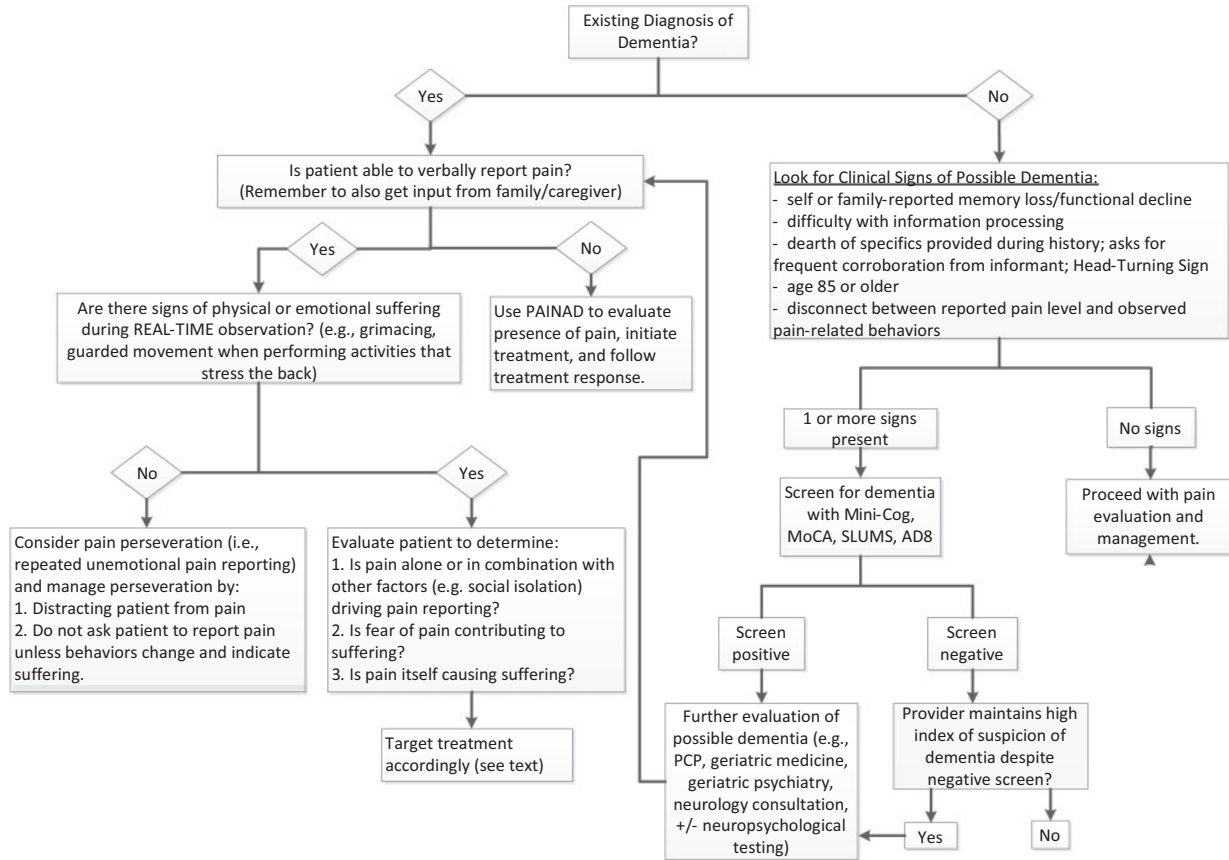 Existing Diagnosis of
Dementia?
Yes
No
Is patient able to verbally report pain?
(Remember to also get input from family/caregiver)
Look for Clinical Signs of Possible Dementia:
- self or family-reported memory loss/functional decline
- difficulty with information processing
- dearth of specifics provided during history; asks for
frequent corroboration from informant; Head-Turning Sign
- age 85 or older
- disconnect between reported pain level and observed
pain-related behaviors
Yes
No
Are there signs of physical or emotional suffering
during REAL-TIME observation? (e.g., grimacing,
guarded movement when performing activities that
stress the back)
Use PAINAD to evaluate
presence of pain, initiate
treatment, and follow
treatment response.
1 or more signs
present
No signs
No
Yes
Screen for dementia
with Mini-Cog,
MoCA, SLUMS, AD8
Proceed with pain
evaluation and
management.
Consider pain perseveration (i.e.,
repeated unemotional pain reporting)
and manage perseveration by:
1. Distracting patient from pain
2. Do not ask patient to report pain
unless behaviors change and indicate
suffering.
Evaluate patient to determine:
1. Is pain alone or in combination with
other factors (e.g. social isolation)
driving pain reporting?
2. Is fear of pain contributing to
suffering?
3. Is pain itself causing suffering?
Screen
positive
Screen
negative
Target treatment
accordingly (see text)
Further evaluation of
possible dementia (e.g.,
PCP, geriatric medicine,
geriatric psychiatry,
neurology consultation,
+/- neuropsychological
testing)
Provider maintains high
index of suspicion of
dementia despite
negative screen?
Yes
No